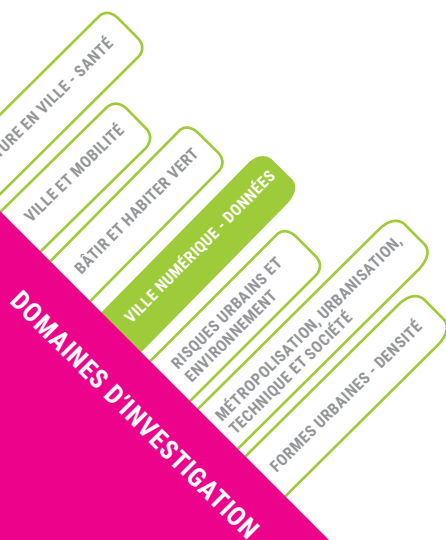 EN VILLE - SANTÉ
VILLE ET MOBILITÉ
BÂTIR ET HABITER VERT
VILLE NUMÉRIQUE - DONNÉES
RISQUES URBAINS ET
ENVIRONNEMENT
MÉTROPOLISATION, URBANISATION,
TECHNIQUE ET SOCIÉTÉ
FORMES URBAINES - DENSITÉ
DOMAINES D'INVESTIGATION